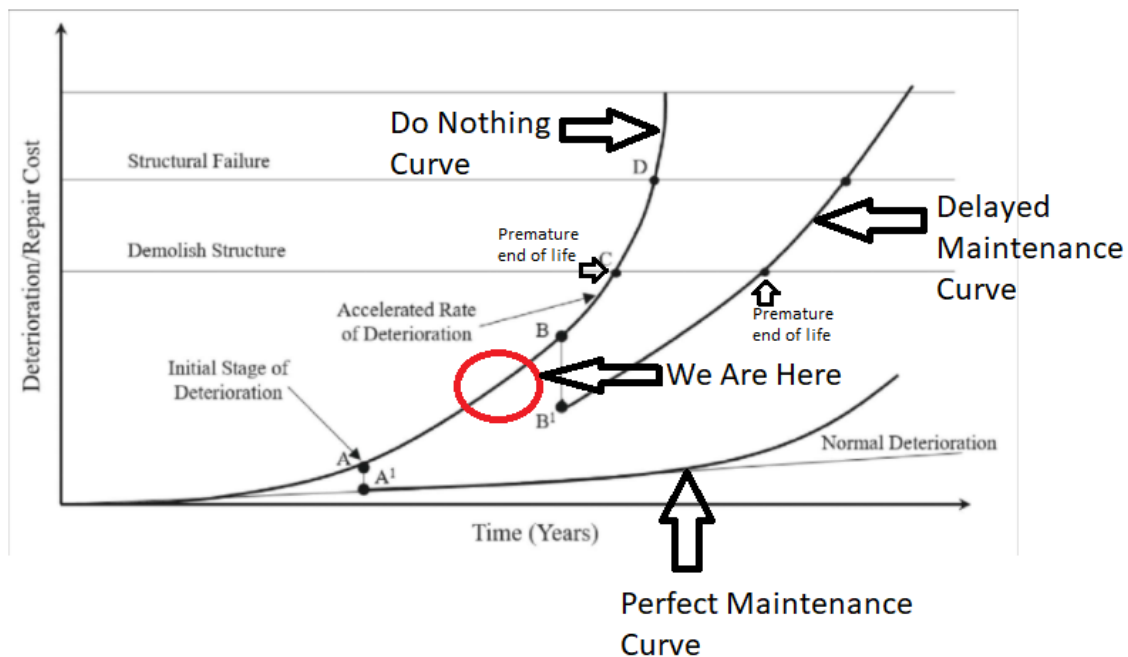 Deterioration/Repair Cost
Do Nothing
Curve
Structural Failure
D
Delayed
Maintenance
Curve
Premature
end of life
C
Demolish Structure
Accelerated Rate
of Deterioration
Premature
end of life
B
Initial Stage of
Deterioration
We Are Here
B¹
Normal Deterioration
A
A¹
Time (Years)
Perfect Maintenance
Curve